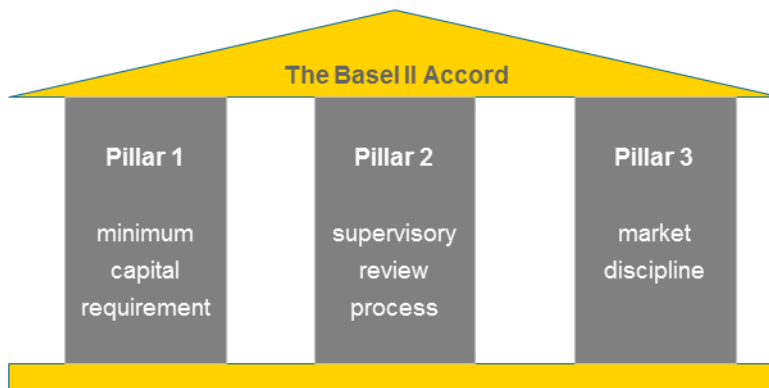 The Basel II Accord
Pillar 1
minimum
capital
requirement
Pillar 2
supervisory
review
process
Pillar 3
market
discipline